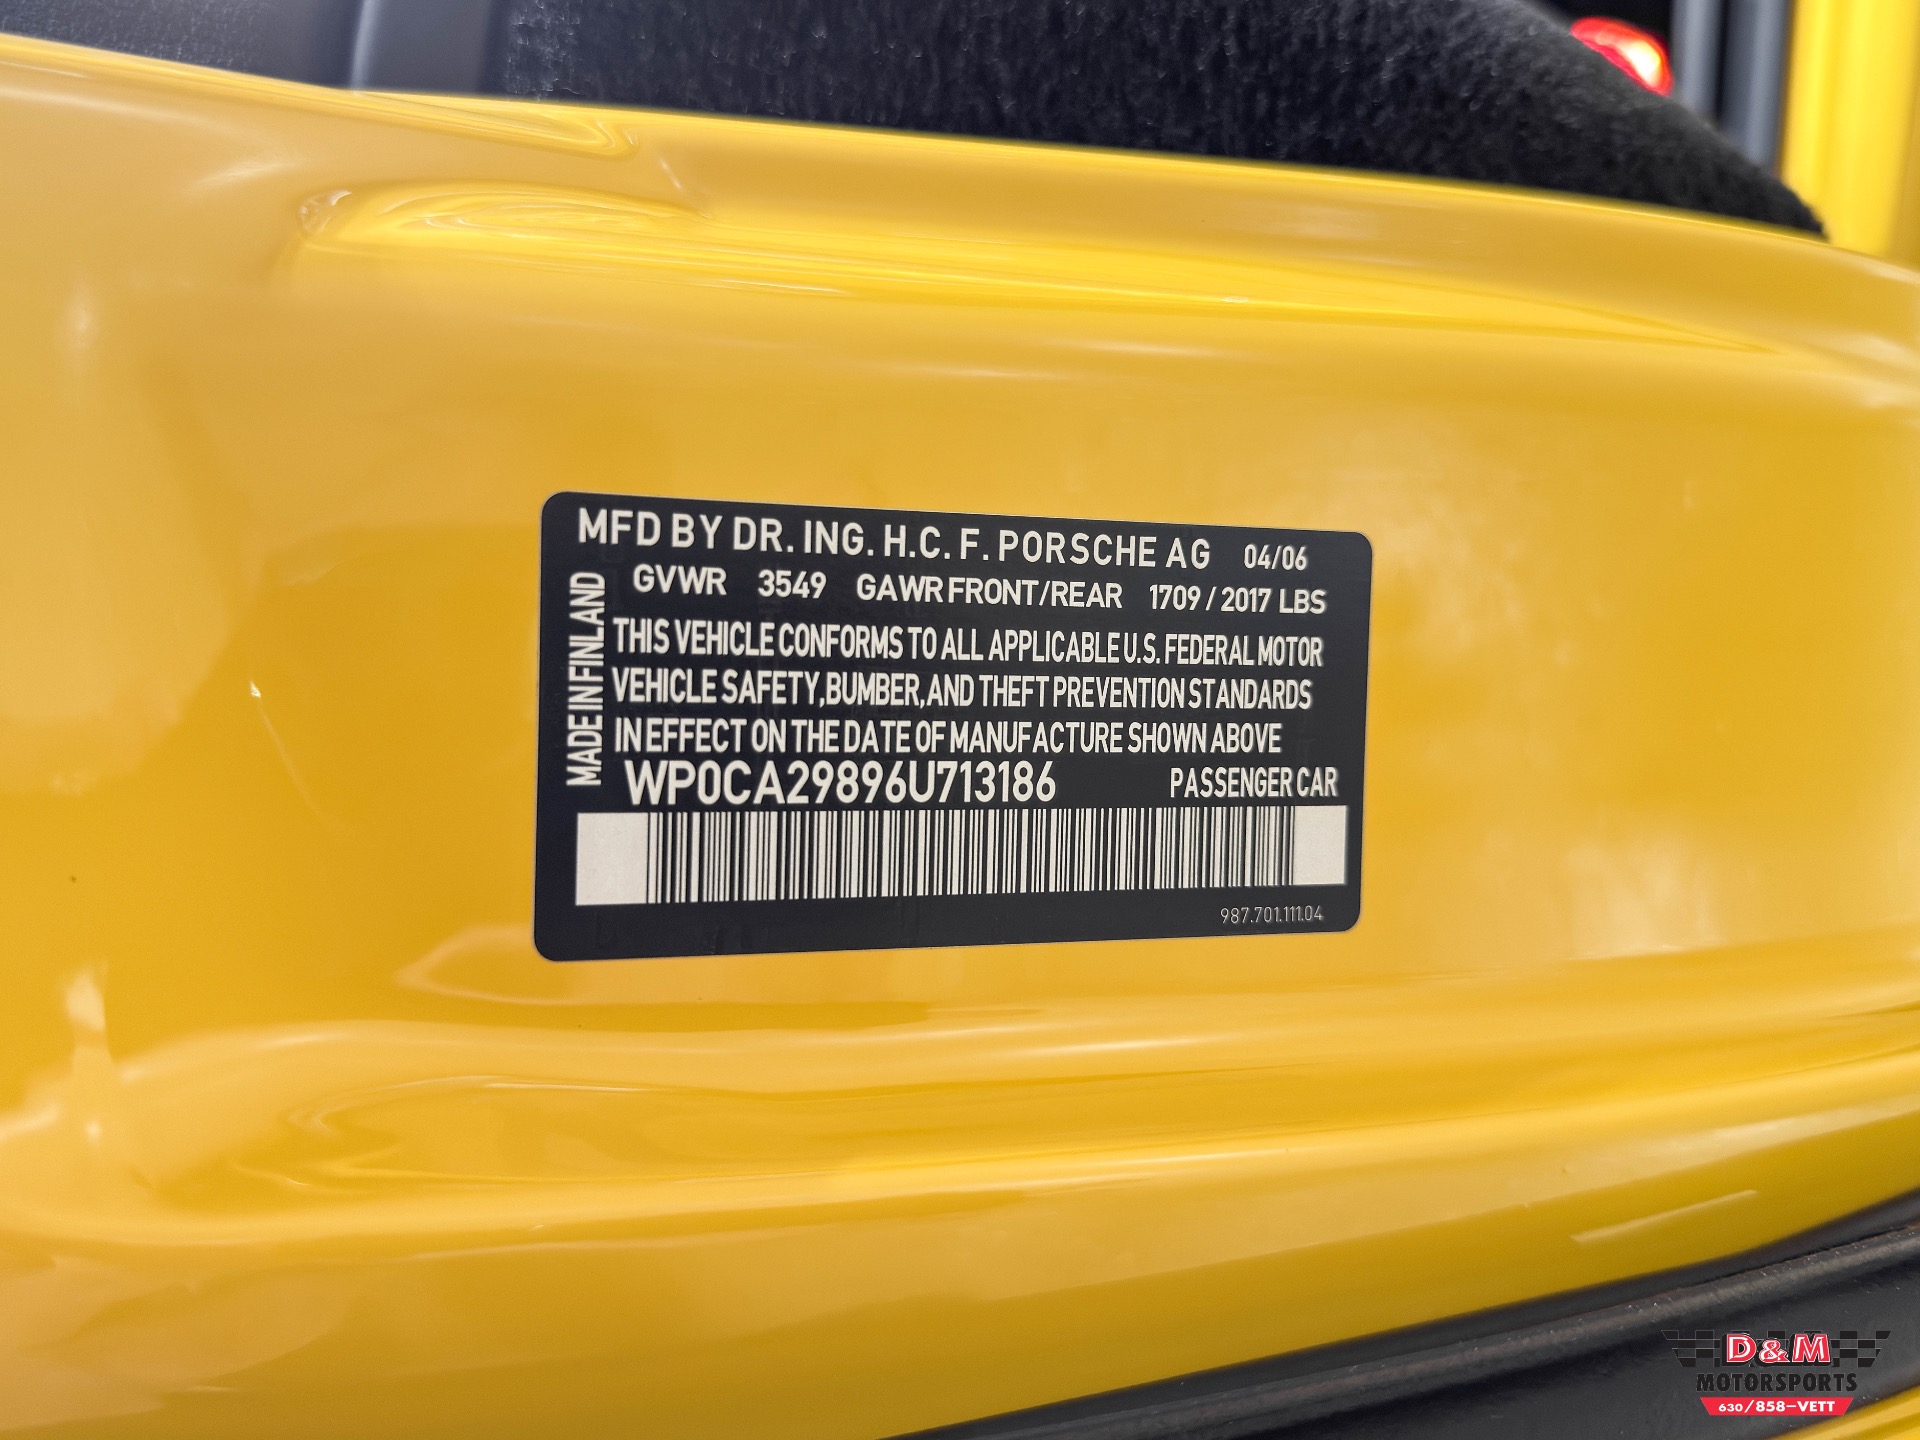 MFD BY DR. ING. H.C. F. PORSCHE AG 04/06
GVWR 3549 GAWR FRONT/REAR 1709 / 2017 LBS
MADE IN FINLAND
THIS VEHICLE CONFORMS TO ALL APPLICABLE U.S. FEDERAL MOTOR
VEHICLE SAFETY, BUMBER, AND THEFT PREVENTION STANDARDS
IN EFFECT ON THE DATE OF MANUFACTURE SHOWN ABOVE
WP0CA29896U713186 PASSENGER CAR
987.701.111.04
D&M
MOTORSPORTS
630/858-VETT